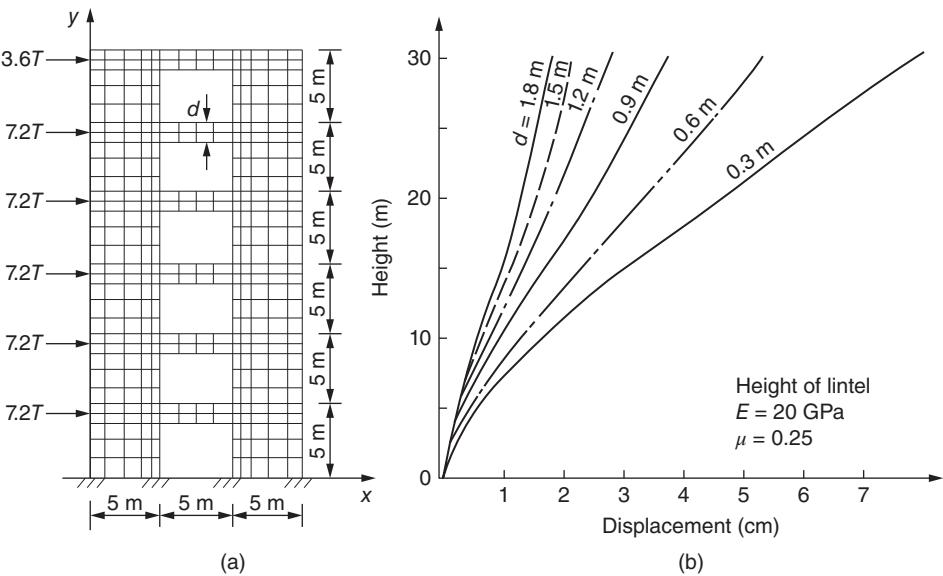 y
3.6T
7.2T
7.2T
7.2T
7.2T
7.2T
d
5 m
5 m
5 m
5 m
5 m
5 m
x
5 m 5 m 5 m
(a)
Height (m)
30
20
10
0
1 2 3 4 5 6 7
Displacement (cm)
d = 1.8 m
1.5 m
1.2 m
0.9 m
0.6 m
0.3 m
Height of lintel
E = 20 GPa
μ = 0.25
(b)